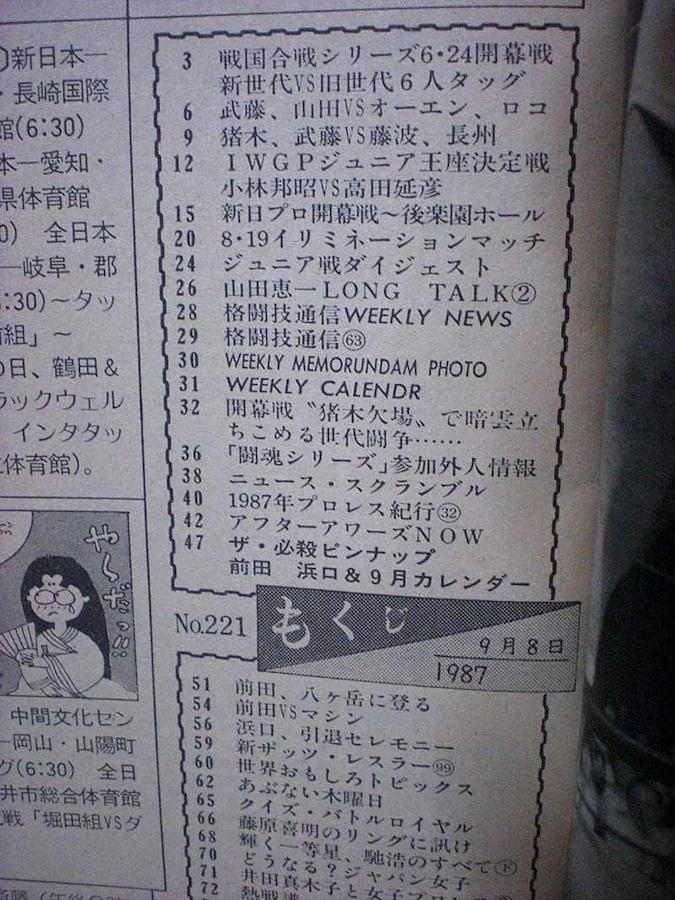 )新日本―
・長崎国際
館(6:30)
本―愛知・
県体育館
0) 全日本
―岐阜・郡
:30)〜タッ
組」〜
の日、鶴田＆
ラックウェル
インタタッ
体育館)。
や〜だっ!!
・中間文化セン
―岡山・山陽町
グ(6:30) 全日
井市総合体育館
戦「堀田組VSダ
3 戦国合戦シリーズ6・24開幕戦
新世代VS旧世代6人タッグ
6 武藤、山田VSオーエン、ロコ
9 猪木、武藤VS藤波、長州
12 IWGPジュニア王座決定戦
小林邦昭VS高田延彦
15 新日プロ開幕戦〜後楽園ホール
20 8・19イリミネーションマッチ
24 ジュニア戦ダイジェスト
26 山田恵一LONG TALK②
28 格闘技通信WEEKLY NEWS
29 格闘技通信㊿+13
30 WEEKLY MEMORUNDAM PHOTO
31 WEEKLY CALENDR
32 開幕戦〝猪木欠場〟で暗雲立
ちこめる世代闘争……
36 「闘魂シリーズ」参加外人情報
38 ニュース・スクランブル
40 1987年プロレス紀行㉜
42 アフターアワーズNOW
47 ザ・必殺ピンナップ
前田 浜口＆9月カレンダー
No.221
もくじ
9月8日
1987
51 前田、八ヶ岳に登る
54 前田VSマシン
56 浜口、引退セレモニー
59 新ザッツ・レスラー(99)
60 世界おもしろトピックス
62 あぶない木曜日
65 クイズ・バトルロイヤル
66 藤原喜明のリングに訊け
68 輝く一等星、馳浩のすべて(下)
70 どうなる？ジャパン女子
71 井田真木子と女子プロレス
72